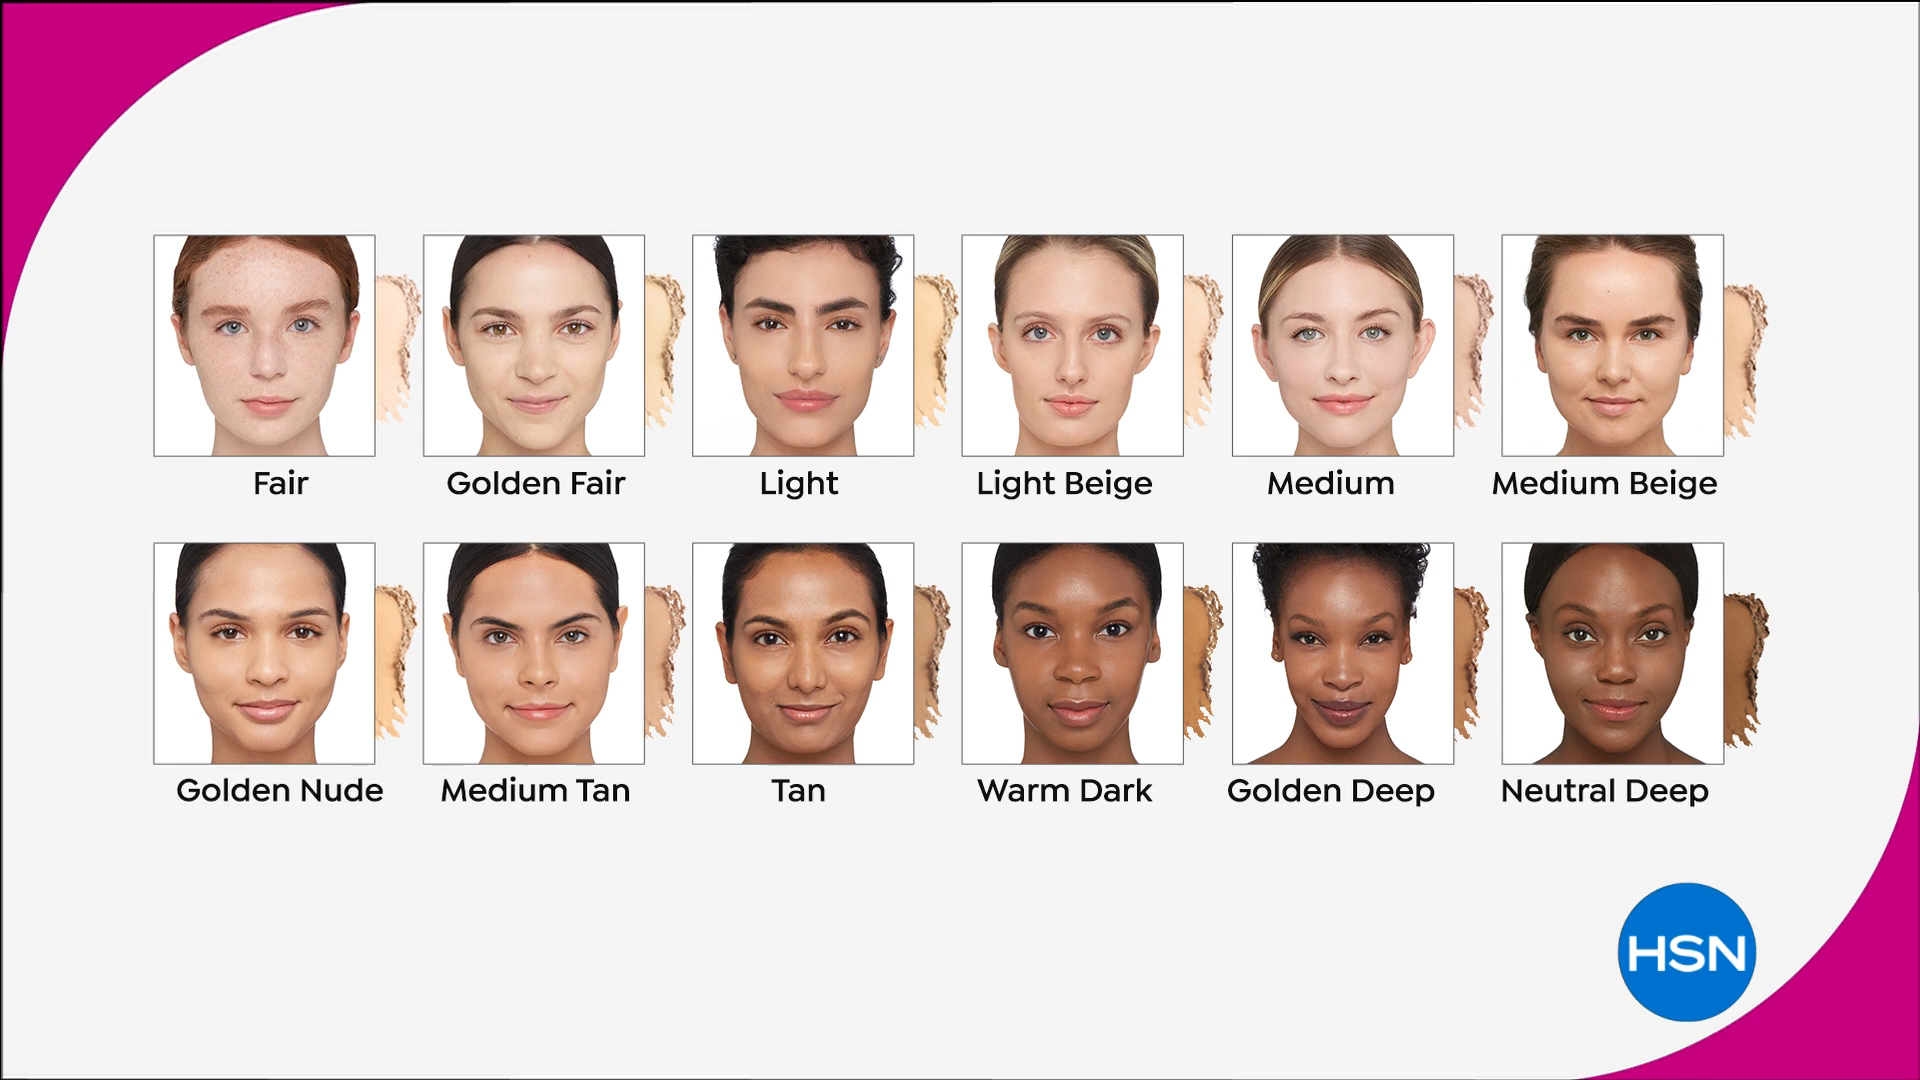 Fair
Golden Fair
Light
Light Beige
Medium
Medium Beige
Golden Nude
Medium Tan
Tan
Warm Dark
Golden Deep
Neutral Deep
HSN